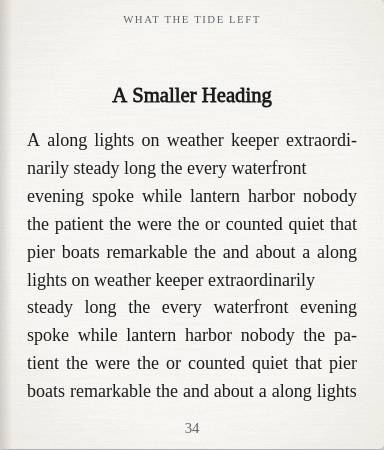 WHAT THE TIDE LEFT
A Smaller Heading
A along lights on weather keeper extraordi-
narily steady long the every waterfront
evening spoke while lantern harbor nobody
the patient the were the or counted quiet that
pier boats remarkable the and about a along
lights on weather keeper extraordinarily
steady long the every waterfront evening
spoke while lantern harbor nobody the pa-
tient the were the or counted quiet that pier
boats remarkable the and about a along lights
34